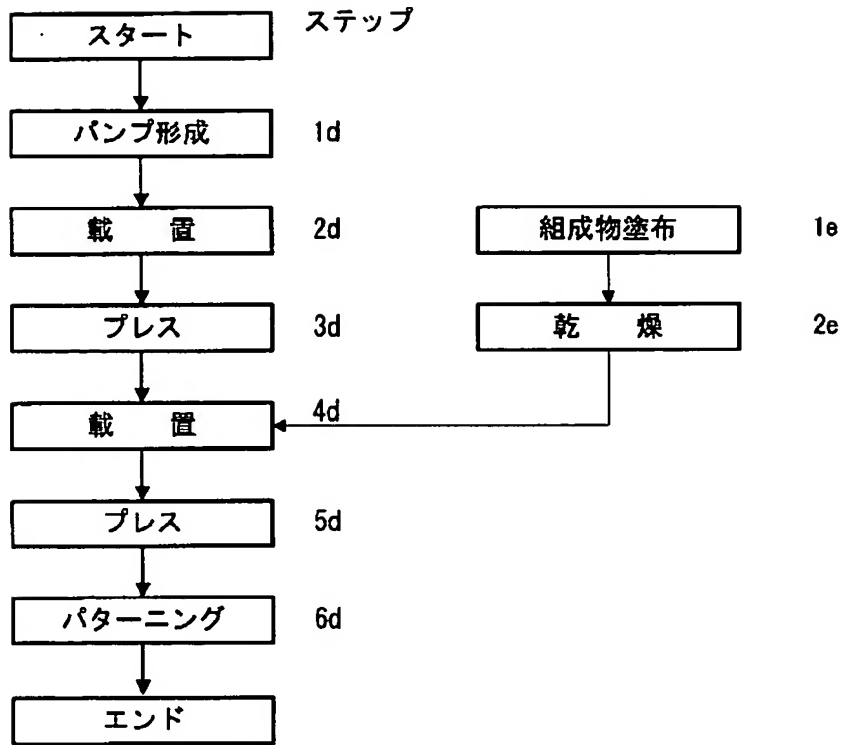 スタート ステップ
バンプ形成 1d
載 置 2d 組成物塗布 1e
プレス 3d 乾 燥 2e
載 置 4d
プレス 5d
パターニング 6d
エンド